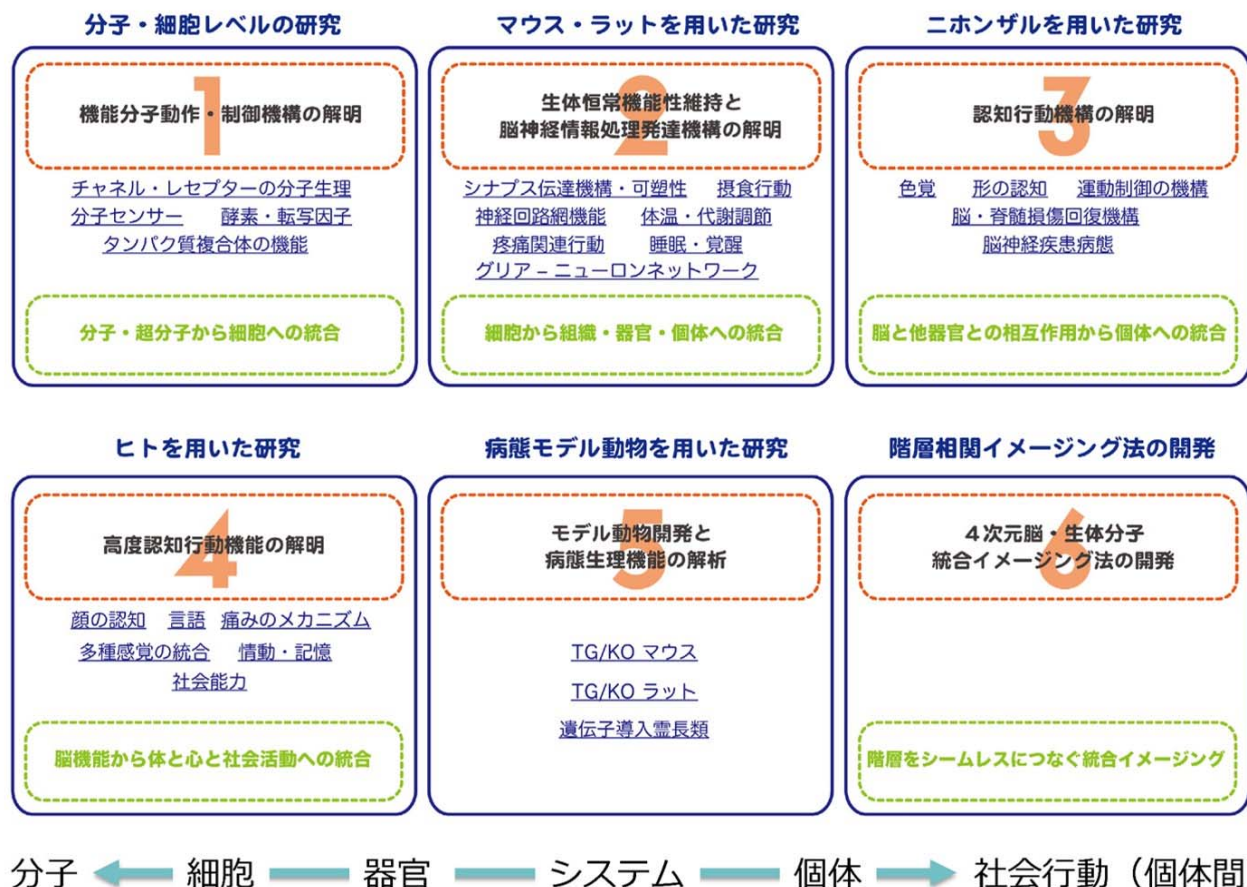 分子・細胞レベルの研究
1
機能分子動作・制御機構の解明
チャネル・レセプターの分子生理
分子センサー 酵素・転写因子
タンパク質複合体の機能
分子・超分子から細胞への統合
マウス・ラットを用いた研究
2
生体恒常機能性維持と
脳神経情報処理発達機構の解明
シナプス伝達機構・可塑性 摂食行動
神経回路網機能 体温・代謝調節
疼痛関連行動 睡眠・覚醒
グリア – ニューロンネットワーク
細胞から組織・器官・個体への統合
ニホンザルを用いた研究
3
認知行動機構の解明
色覚 形の認知 運動制御の機構
脳・脊髄損傷回復機構
脳神経疾患病態
脳と他器官との相互作用から個体への統合
ヒトを用いた研究
4
高度認知行動機能の解明
顔の認知 言語 痛みのメカニズム
多種感覚の統合 情動・記憶
社会能力
脳機能から体と心と社会活動への統合
病態モデル動物を用いた研究
5
モデル動物開発と
病態生理機能の解析
TG/KO マウス
TG/KO ラット
遺伝子導入霊長類
階層相関イメージング法の開発
6
４次元脳・生体分子
統合イメージング法の開発
階層をシームレスにつなぐ統合イメージング
分子 細胞 器官 システム 個体 社会行動（個体間